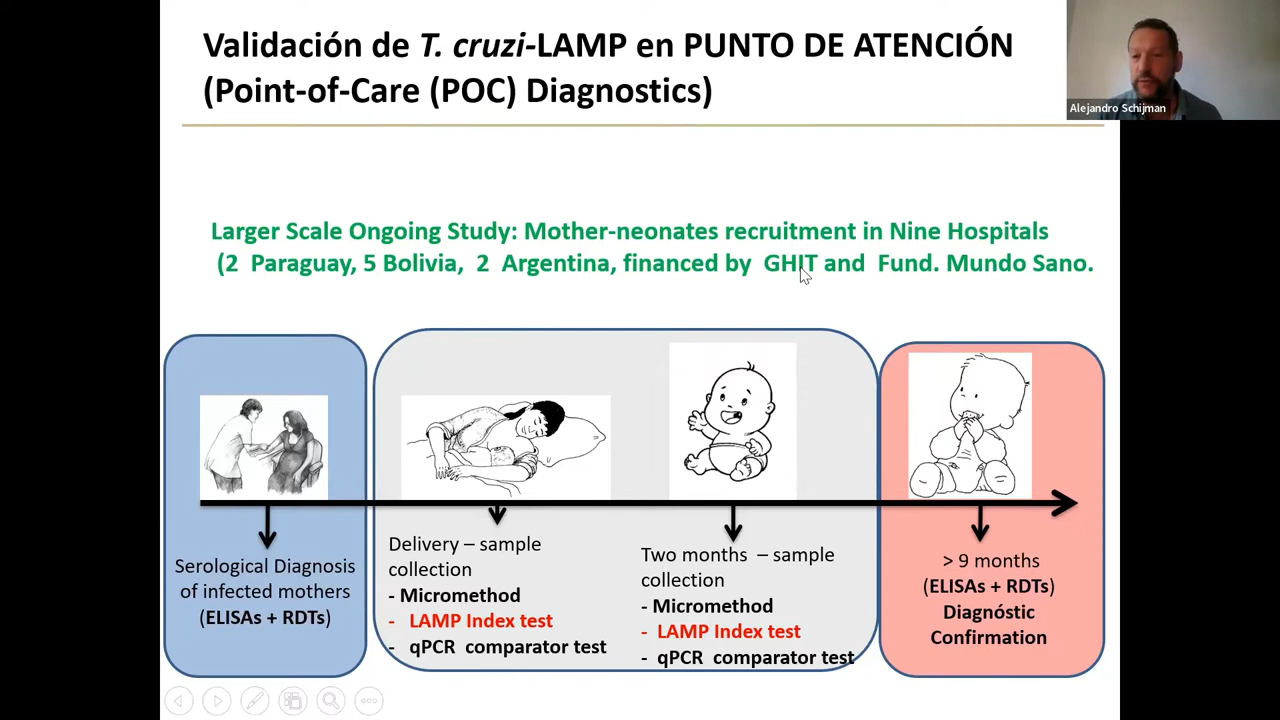 Validación de T. cruzi-LAMP en PUNTO DE ATENCIÓN
(Point-of-Care (POC) Diagnostics)
Alejandro Schijman
Larger Scale Ongoing Study: Mother-neonates recruitment in Nine Hospitals
(2 Paraguay, 5 Bolivia, 2 Argentina, financed by GHIT and Fund. Mundo Sano.
Serological Diagnosis
of infected mothers
(ELISAs + RDTs)
Delivery – sample
collection
- Micromethod
- LAMP Index test
- qPCR comparator test
Two months – sample
collection
- Micromethod
- LAMP Index test
- qPCR comparator test
> 9 months
(ELISAs + RDTs)
Diagnóstic
Confirmation